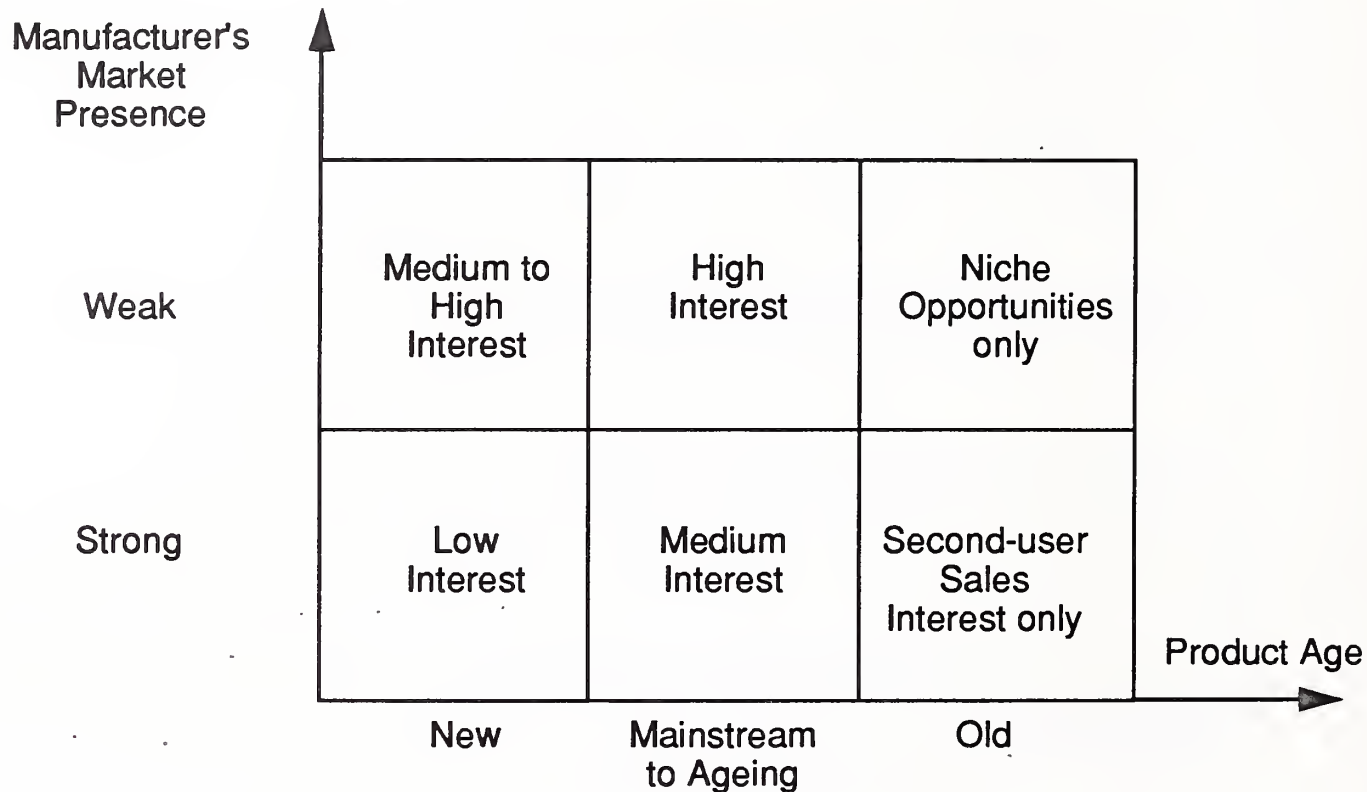 Manufacturer's
Market
Presence
Weak
Medium to
High
Interest
High
Interest
Niche
Opportunities
only
Strong
Low
Interest
Medium
Interest
Second-user
Sales
Interest only
Product Age
New
Mainstream
to Ageing
Old